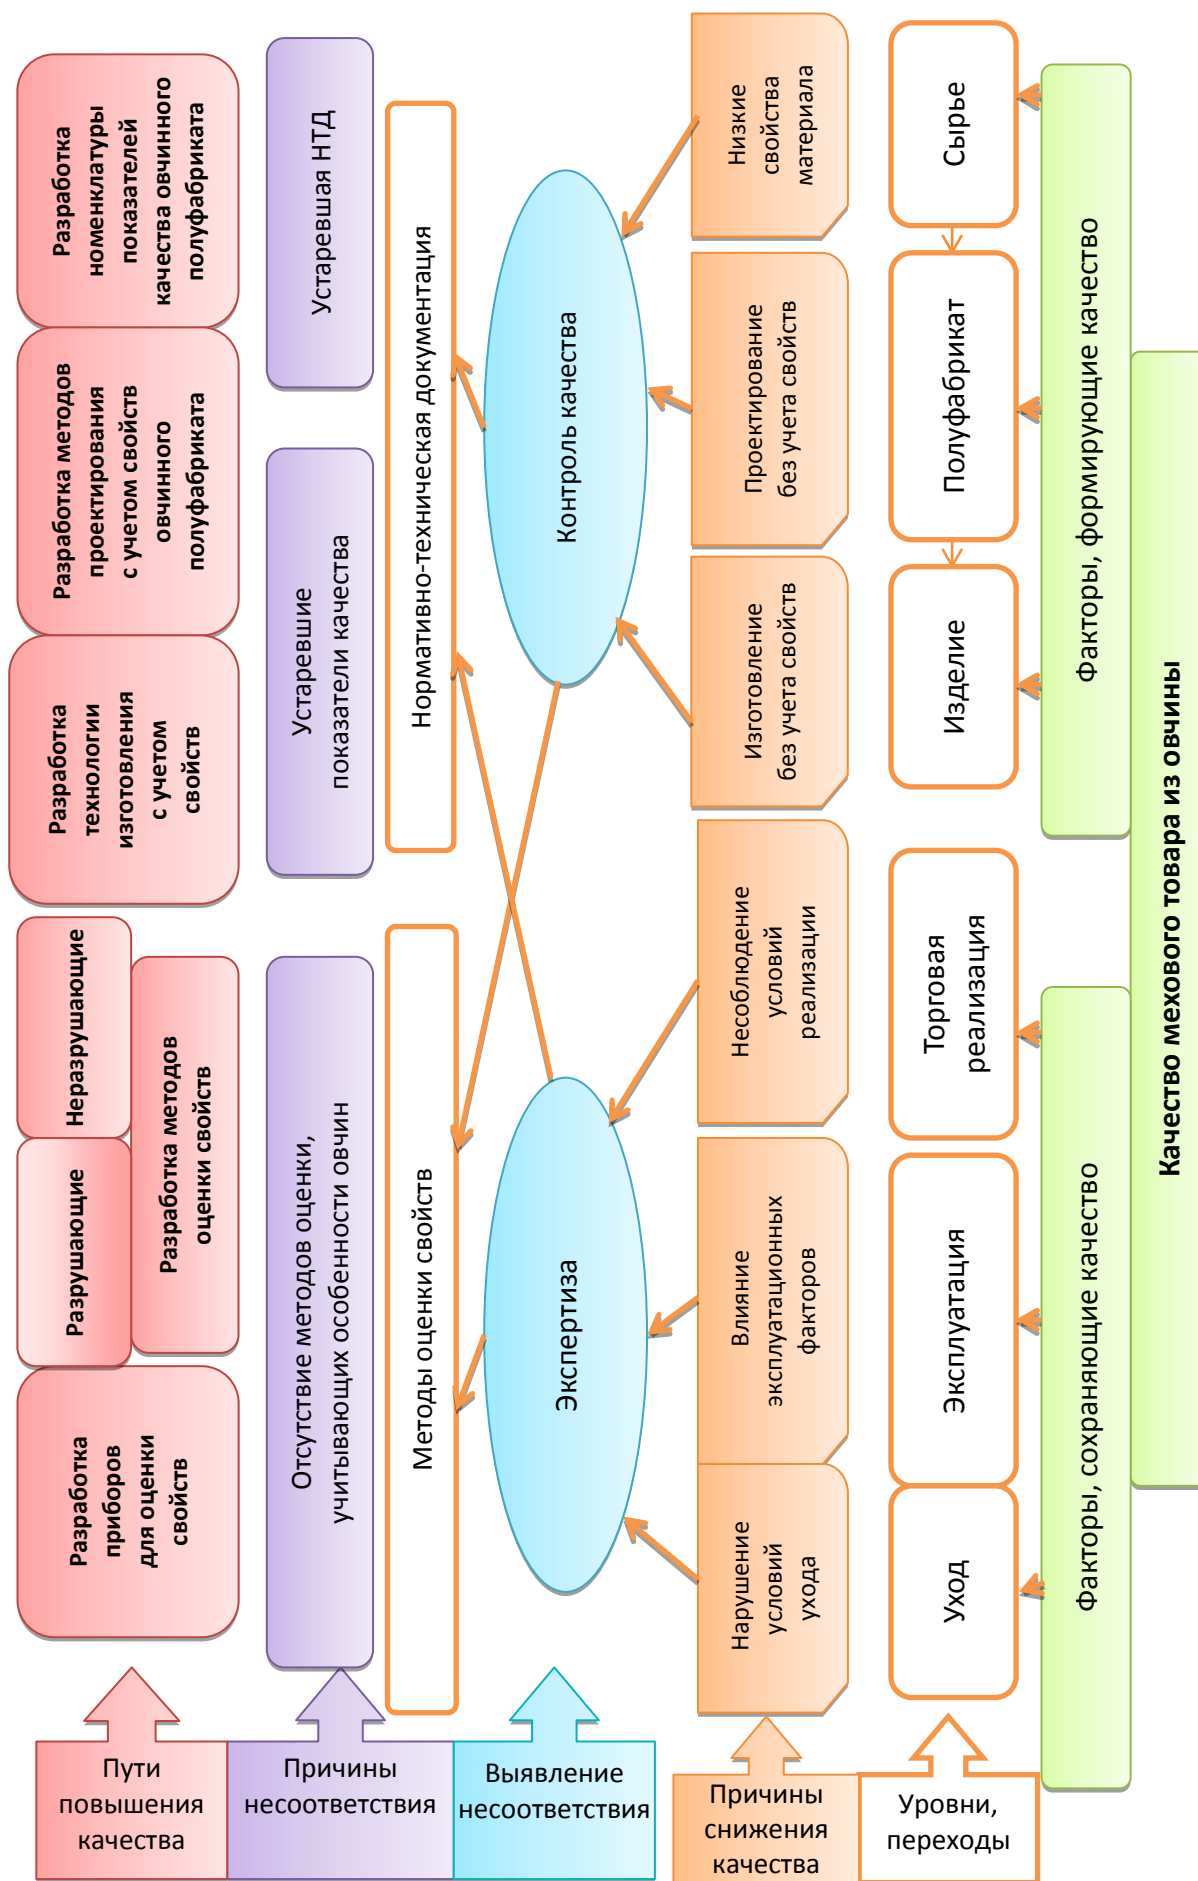 Пути
повышения
качества
Разработка
приборов
для оценки
свойств
Разрушающие
Неразрушающие
Разработка методов
оценки свойств
Разработка
технологии
изготовления
с учетом
свойств
Разработка методов
проектирования
с учетом свойств
овчинного
полуфабриката
Разработка
номенклатуры
показателей
качества овчинного
полуфабриката
Причины
несоответствия
Отсутствие методов оценки,
учитывающих особенности овчин
Устаревшие
показатели качества
Устаревшая НТД
Методы оценки свойств
Нормативно-техническая документация
Выявление
несоответствия
Экспертиза
Контроль качества
Причины
снижения
качества
Нарушение
условий
ухода
Влияние
эксплуатационных
факторов
Несоблюдение
условий
реализации
Изготовление
без учета свойств
Проектирование
без учета свойств
Низкие
свойства
материала
Уровни,
переходы
Уход
Эксплуатация
Торговая
реализация
Изделие
Полуфабрикат
Сырье
Факторы, сохраняющие качество
Факторы, формирующие качество
Качество мехового товара из овчины